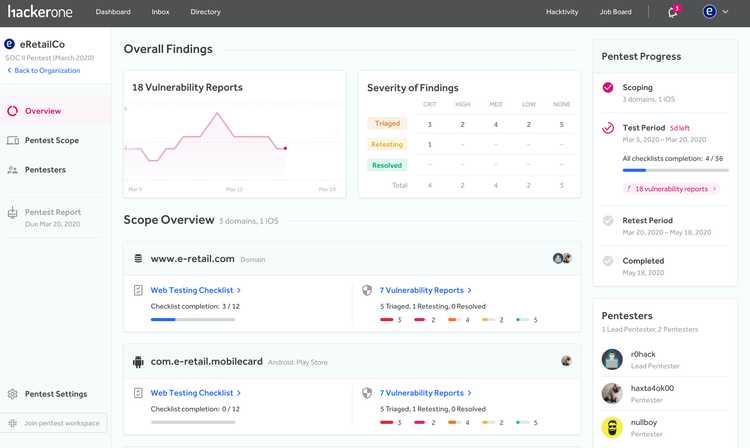 hackerone
Dashboard
Inbox
Directory
Hacktivity
Job Board
3
e
e
eRetailCo
SOC II Pentest (March 2020)
Back to Organization
Overview
Pentest Scope
Pentesters
Pentest Report
Due Mar 20, 2020
Pentest Settings
Join pentest workspace
Overall Findings
18 Vulnerability Reports
Mar 5
Severity of Findings
CRIT HIGH MED LOW NONE
Triaged 3 2 4 2 5
Retesting 1 – – – –
Resolved – – – – –
Total 4 2 4 2 5
Scope Overview 3 domains, 1 iOS
www.e-retail.com Domain
Web Testing Checklist
Checklist completion: 3 / 12
7 Vulnerability Reports
5 Triaged, 1 Retesting, 0 Resolved
3 2 4 2 5
com.e-retail.mobilecard Android: Play Store
Web Testing Checklist
Checklist completion: 0 / 12
7 Vulnerability Reports
5 Triaged, 1 Retesting, 0 Resolved
3 2 4 2 5
Pentest Progress
Scoping
3 domains, 1 iOS
Test Period 5d left
Mar 5, 2020 – Mar 20, 2020
All checklists completion: 4 / 36
18 vulnerability reports
Retest Period
Mar 20, 2020 – May 18, 2020
Completed
May 18, 2020
Pentesters
1 Lead Pentester, 2 Pentesters
r0hack
Lead Pentester
haxta4ok00
Pentester
nullboy
Pentester